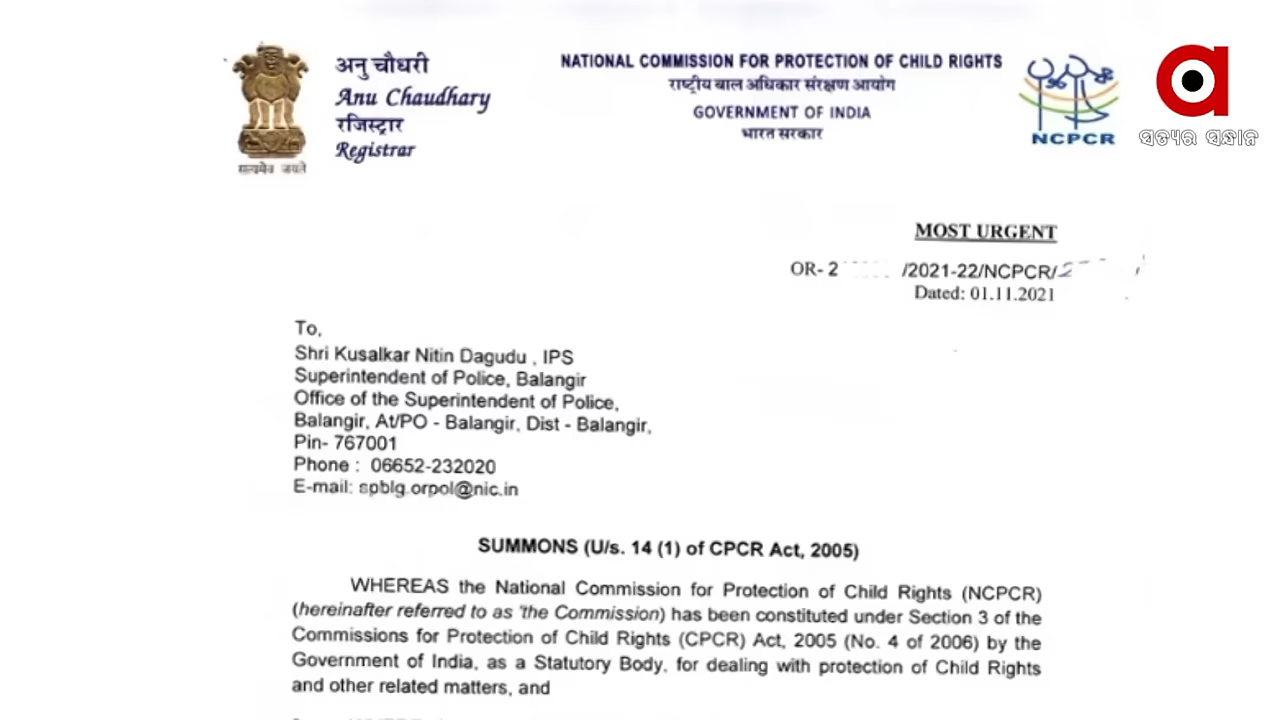 अनु चौधरी
Anu Chaudhary
रजिस्ट्रार
Registrar
सत्यमेव जयते
NATIONAL COMMISSION FOR PROTECTION OF CHILD RIGHTS
राष्ट्रीय बाल अधिकार संरक्षण आयोग
GOVERNMENT OF INDIA
भारत सरकार
NCPCR
a
ସତ୍ୟର ସନ୍ଧାନ
MOST URGENT
OR- 2 /2021-22/NCPCR/
Dated: 01.11.2021
To,
Shri Kusalkar Nitin Dagudu , IPS
Superintendent of Police, Balangir
Office of the Superintendent of Police,
Balangir, At/PO - Balangir, Dist - Balangir,
Pin- 767001
Phone : 06652-232020
E-mail: spblg.orpol@nic.in
SUMMONS (U/s. 14 (1) of CPCR Act, 2005)
WHEREAS the National Commission for Protection of Child Rights (NCPCR)
(hereinafter referred to as 'the Commission) has been constituted under Section 3 of the
Commissions for Protection of Child Rights (CPCR) Act, 2005 (No. 4 of 2006) by the
Government of India, as a Statutory Body, for dealing with protection of Child Rights
and other related matters, and